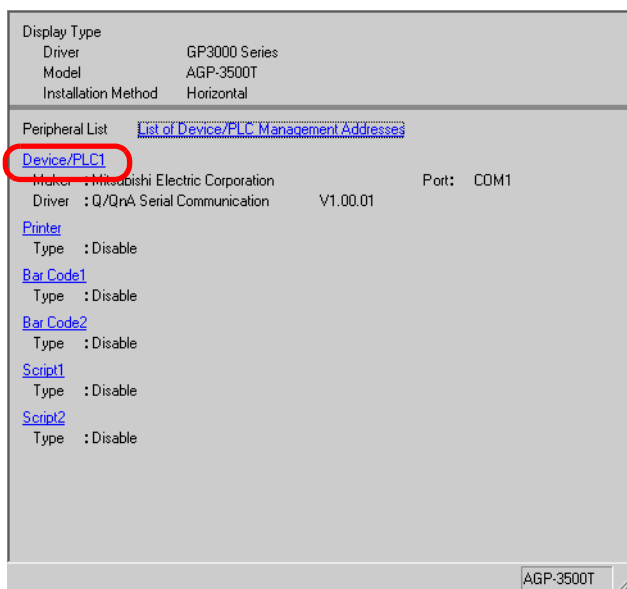 Display Type
Driver GP3000 Series
Model AGP-3500T
Installation Method Horizontal
Peripheral List List of Device/PLC Management Addresses
Device/PLC1
Maker : Mitsubishi Electric Corporation Port: COM1
Driver : Q/QnA Serial Communication V1.00.01
Printer
Type : Disable
Bar Code1
Type : Disable
Bar Code2
Type : Disable
Script1
Type : Disable
Script2
Type : Disable
AGP-3500T